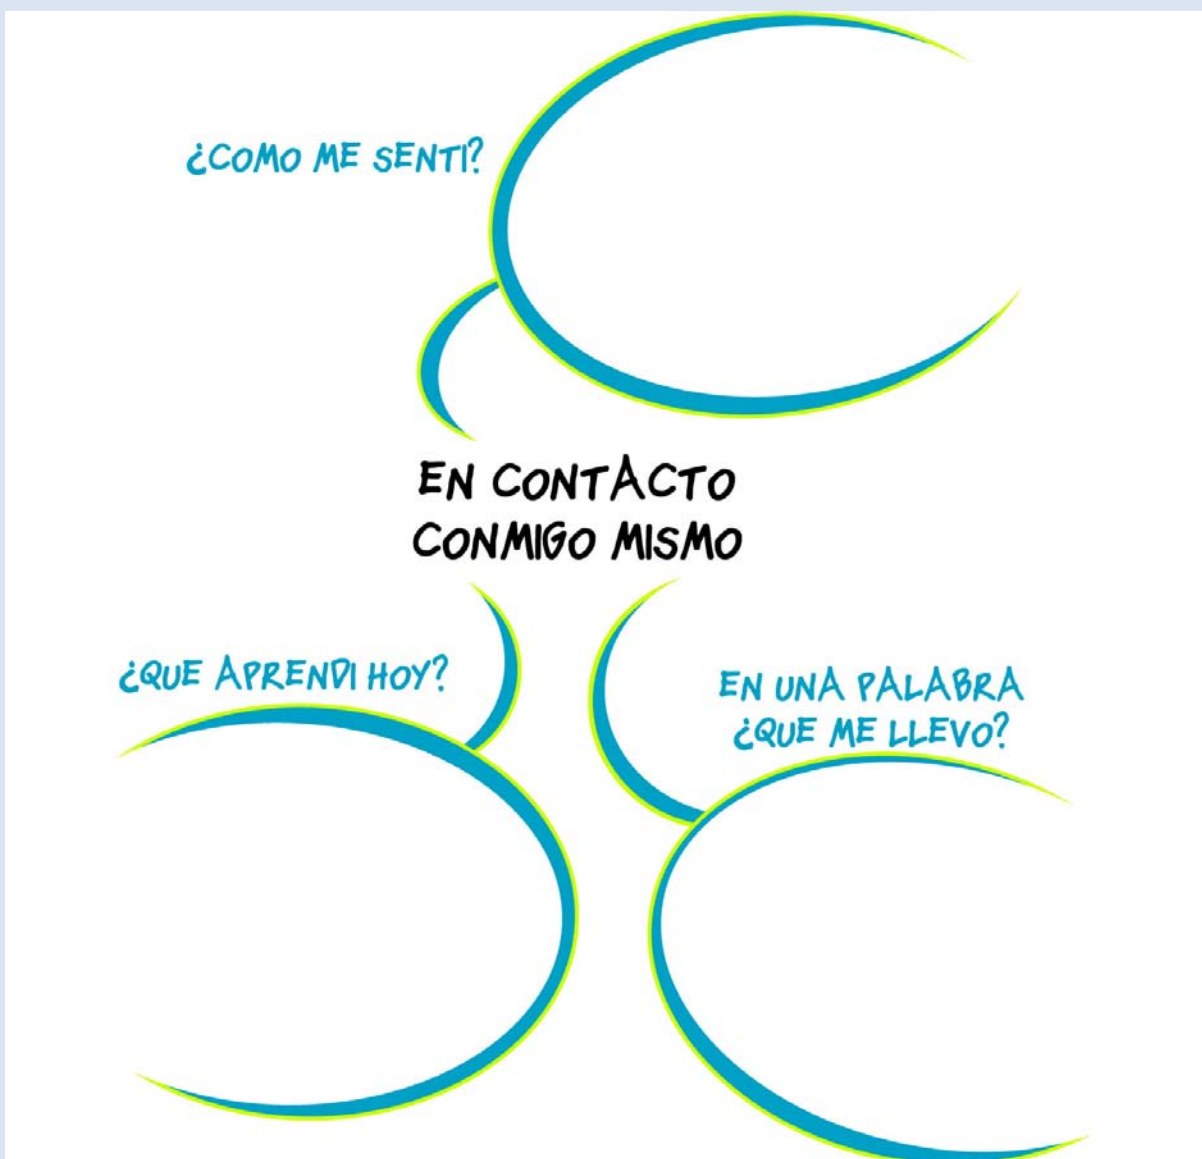 ¿COMO ME SENTI?
EN CONTACTO
CONMIGO MISMO
¿QUE APRENDI HOY?
EN UNA PALABRA
¿QUE ME LLEVO?